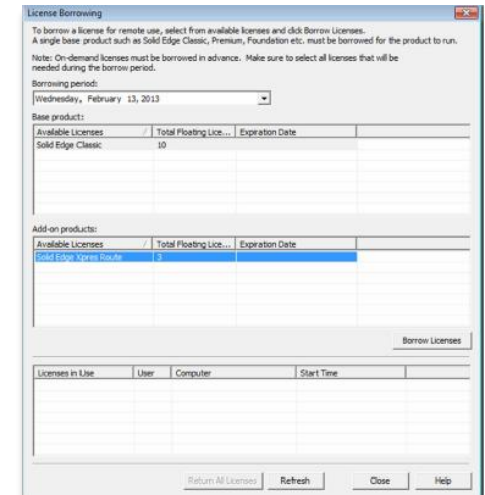 License Borrowing
To borrow a license for remote use, select from available licenses and click Borrow Licenses.
A single base product such as Solid Edge Classic, Premium, Foundation etc. must be borrowed for the product to run.
Note: On-demand licenses must be borrowed in advance. Make sure to select all licenses that will be
needed during the borrow period.
Borrowing period:
Wednesday, February 13, 2013
Base product:
Available Licenses / Total Floating Lice... Expiration Date
Solid Edge Classic 10
Add-on products:
Available Licenses / Total Floating Lice... Expiration Date
Solid Edge Xpres Route 3
Borrow Licenses
Licenses in Use User Computer Start Time
Return All Licenses Refresh Close Help